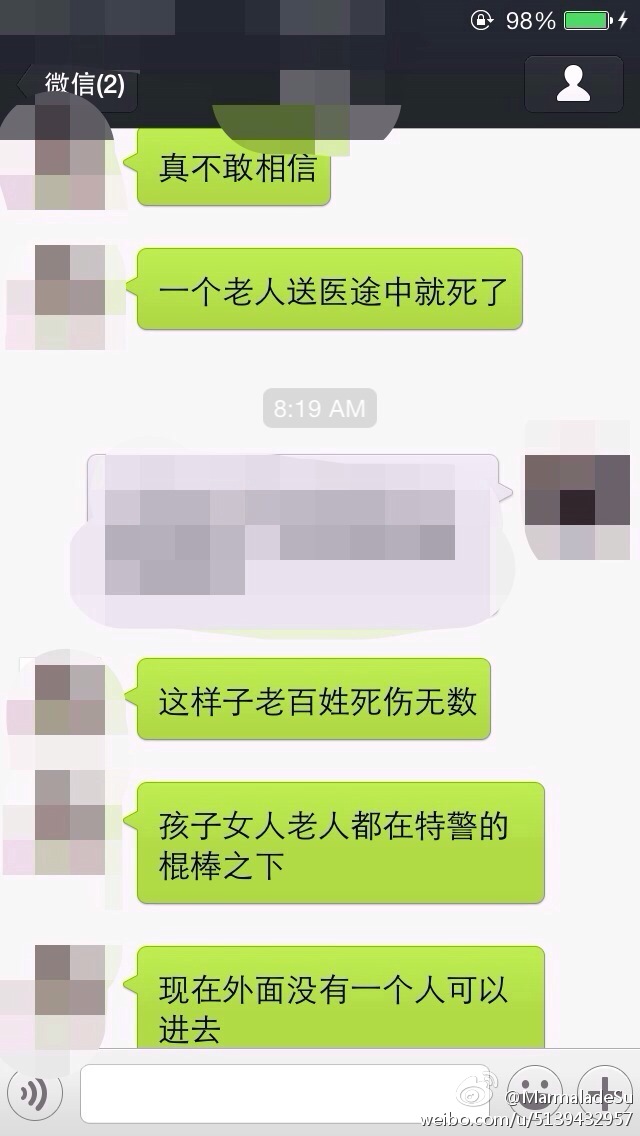 98%
微信(2)
真不敢相信
一个老人送医途中就死了
8:19 AM
这样子老百姓死伤无数
孩子女人老人都在特警的
棍棒之下
现在外面没有一个人可以
进去
@MarmaladeSu
weibo.com/u/5139432957